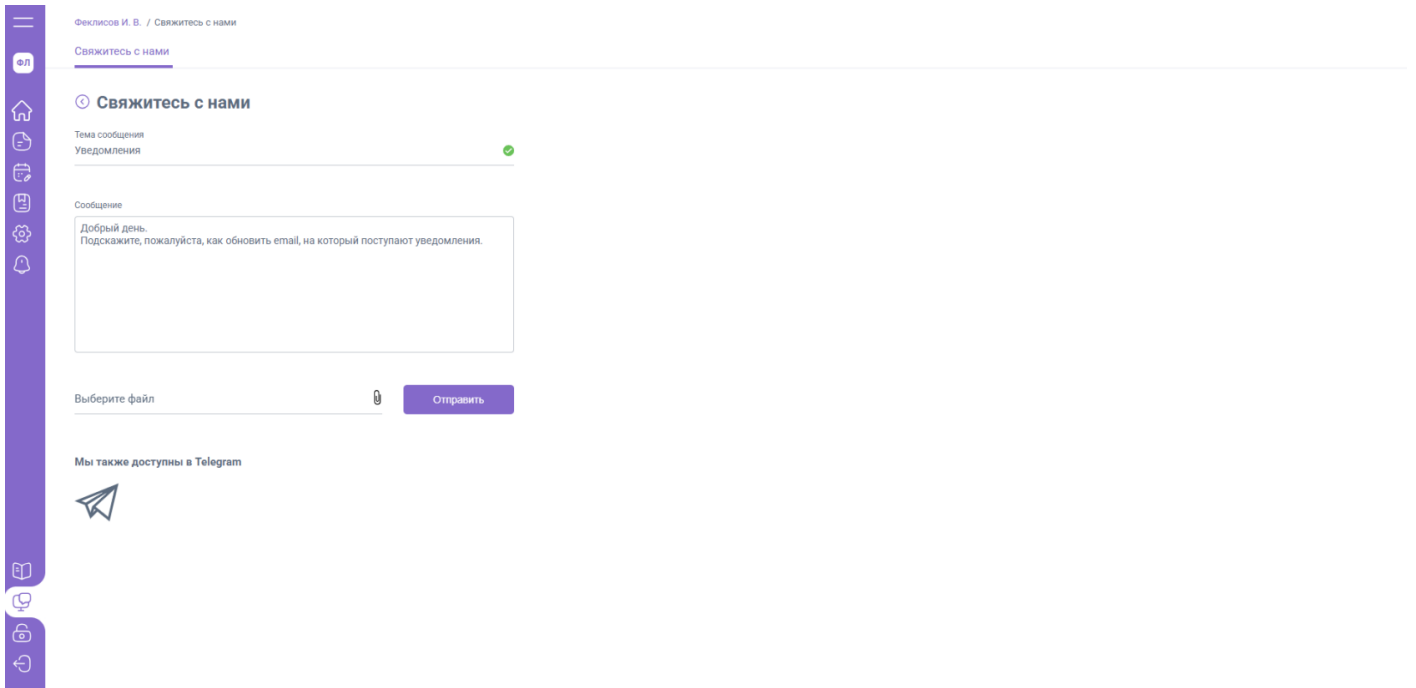 Феклисов И. В. / Свяжитесь с нами
Свяжитесь с нами
ФЛ
Свяжитесь с нами
Тема сообщения
Уведомления
Сообщение
Добрый день.
Подскажите, пожалуйста, как обновить email, на который поступают уведомления.
Выберите файл
Отправить
Мы также доступны в Telegram